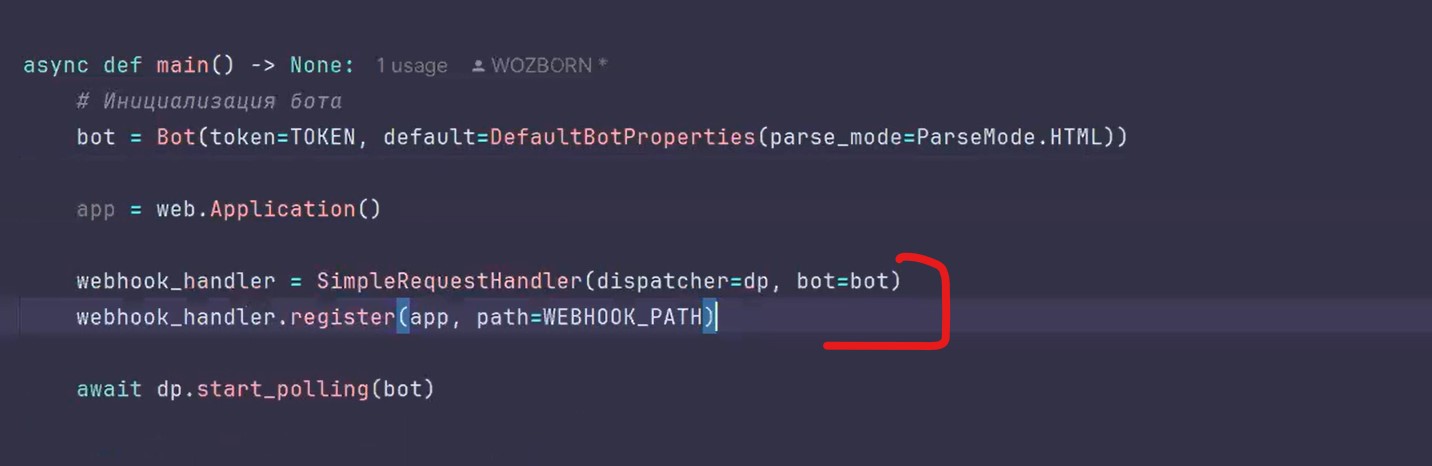 async def main() -> None: 1 usage WOZBORN *
# Инициализация бота
bot = Bot(token=TOKEN, default=DefaultBotProperties(parse_mode=ParseMode.HTML))
app = web.Application()
webhook_handler = SimpleRequestHandler(dispatcher=dp, bot=bot)
webhook_handler.register(app, path=WEBHOOK_PATH)
await dp.start_polling(bot)